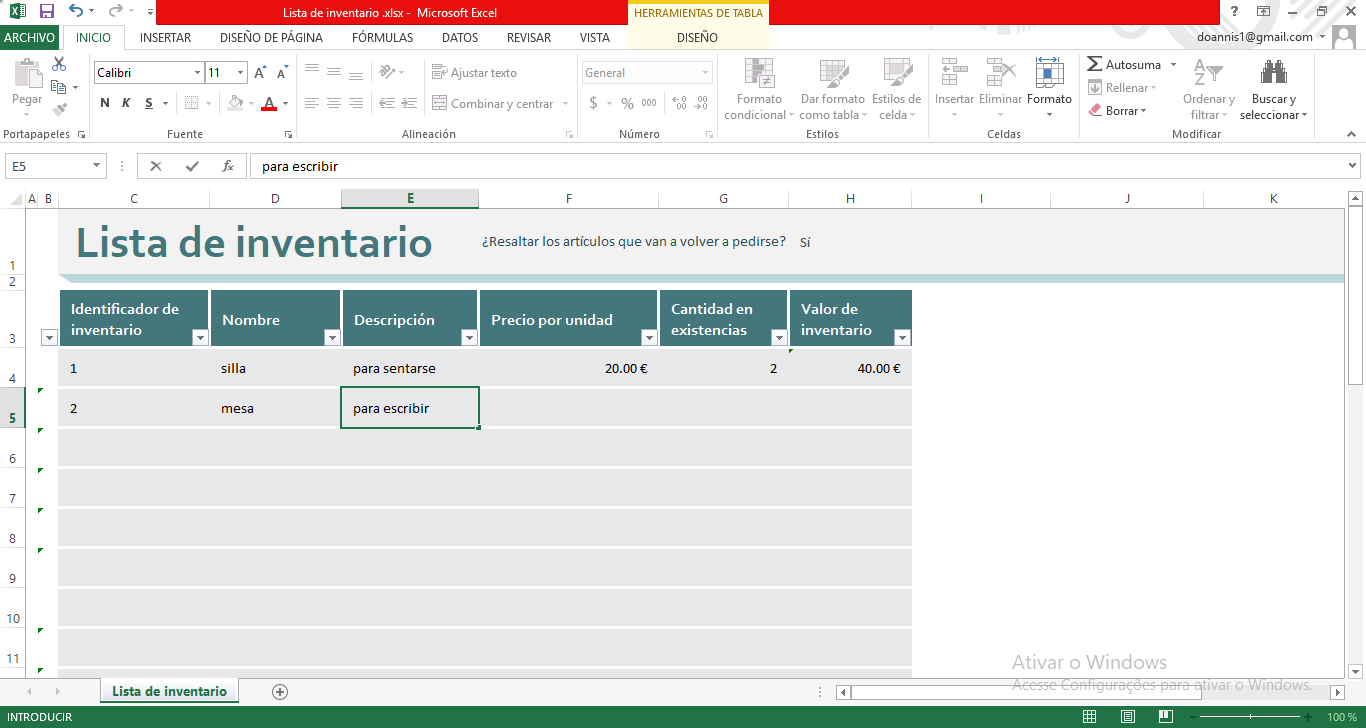 Lista de inventario .xlsx - Microsoft Excel
HERRAMIENTAS DE TABLA
?
ARCHIVO INICIO INSERTAR DISEÑO DE PÁGINA FÓRMULAS DATOS REVISAR VISTA DISEÑO
doannis1@gmail.com
Pegar
Portapapeles
Calibri 11
N K S
Fuente
Ajustar texto
Combinar y centrar
Alineación
General
$ % 000
Número
Formato condicional
Dar formato como tabla
Estilos de celda
Estilos
Insertar Eliminar Formato
Celdas
Autosuma
Rellenar
Borrar
Ordenar y filtrar
Buscar y seleccionar
Modificar
E5 fx para escribir
A B C D E F G H I J K
1 Lista de inventario ¿Resaltar los artículos que van a volver a pedirse? Sí
2
3 Identificador de inventario Nombre Descripción Precio por unidad Cantidad en existencias Valor de inventario
4 1 silla para sentarse 20.00 € 2 40.00 €
5 2 mesa para escribir
6
7
8
9
10
11
Ativar o Windows
Acesse Configurações para ativar o Windows.
Lista de inventario
INTRODUCIR 100 %